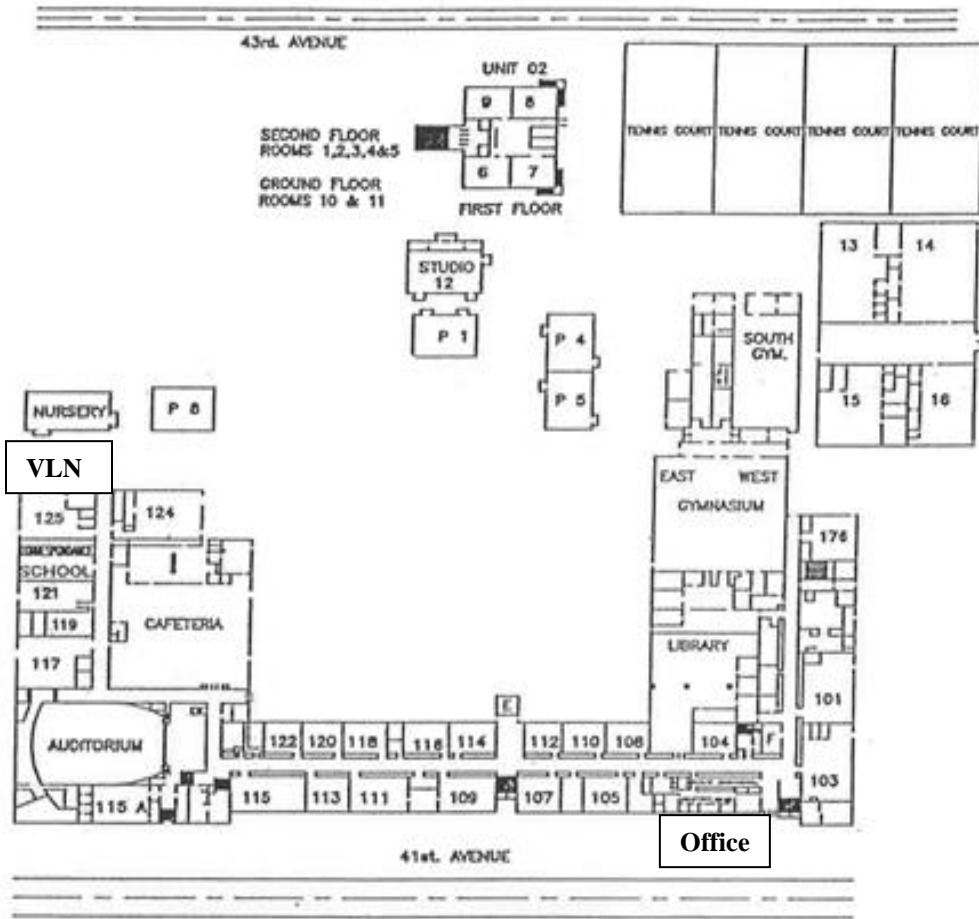 43rd. AVENUE
UNIT 02
9 8
SECOND FLOOR
ROOMS 1,2,3,4&5
GROUND FLOOR
ROOMS 10 & 11
6 7
FIRST FLOOR
TENNIS COURT TENNIS COURT TENNIS COURT TENNIS COURT
13 14
STUDIO
12
P 1
P 4
P 5
SOUTH
GYM.
15 16
NURSERY
P 8
VLN
EAST WEST
GYMNASIUM
125
124
SCHOOL
121
119
117
CAFETERIA
176
LIBRARY
101
E
AUDITORIUM
122 120 118 116 114 112 110 108 104 F
103
115 A 115 113 111 109 107 105
Office
41st. AVENUE